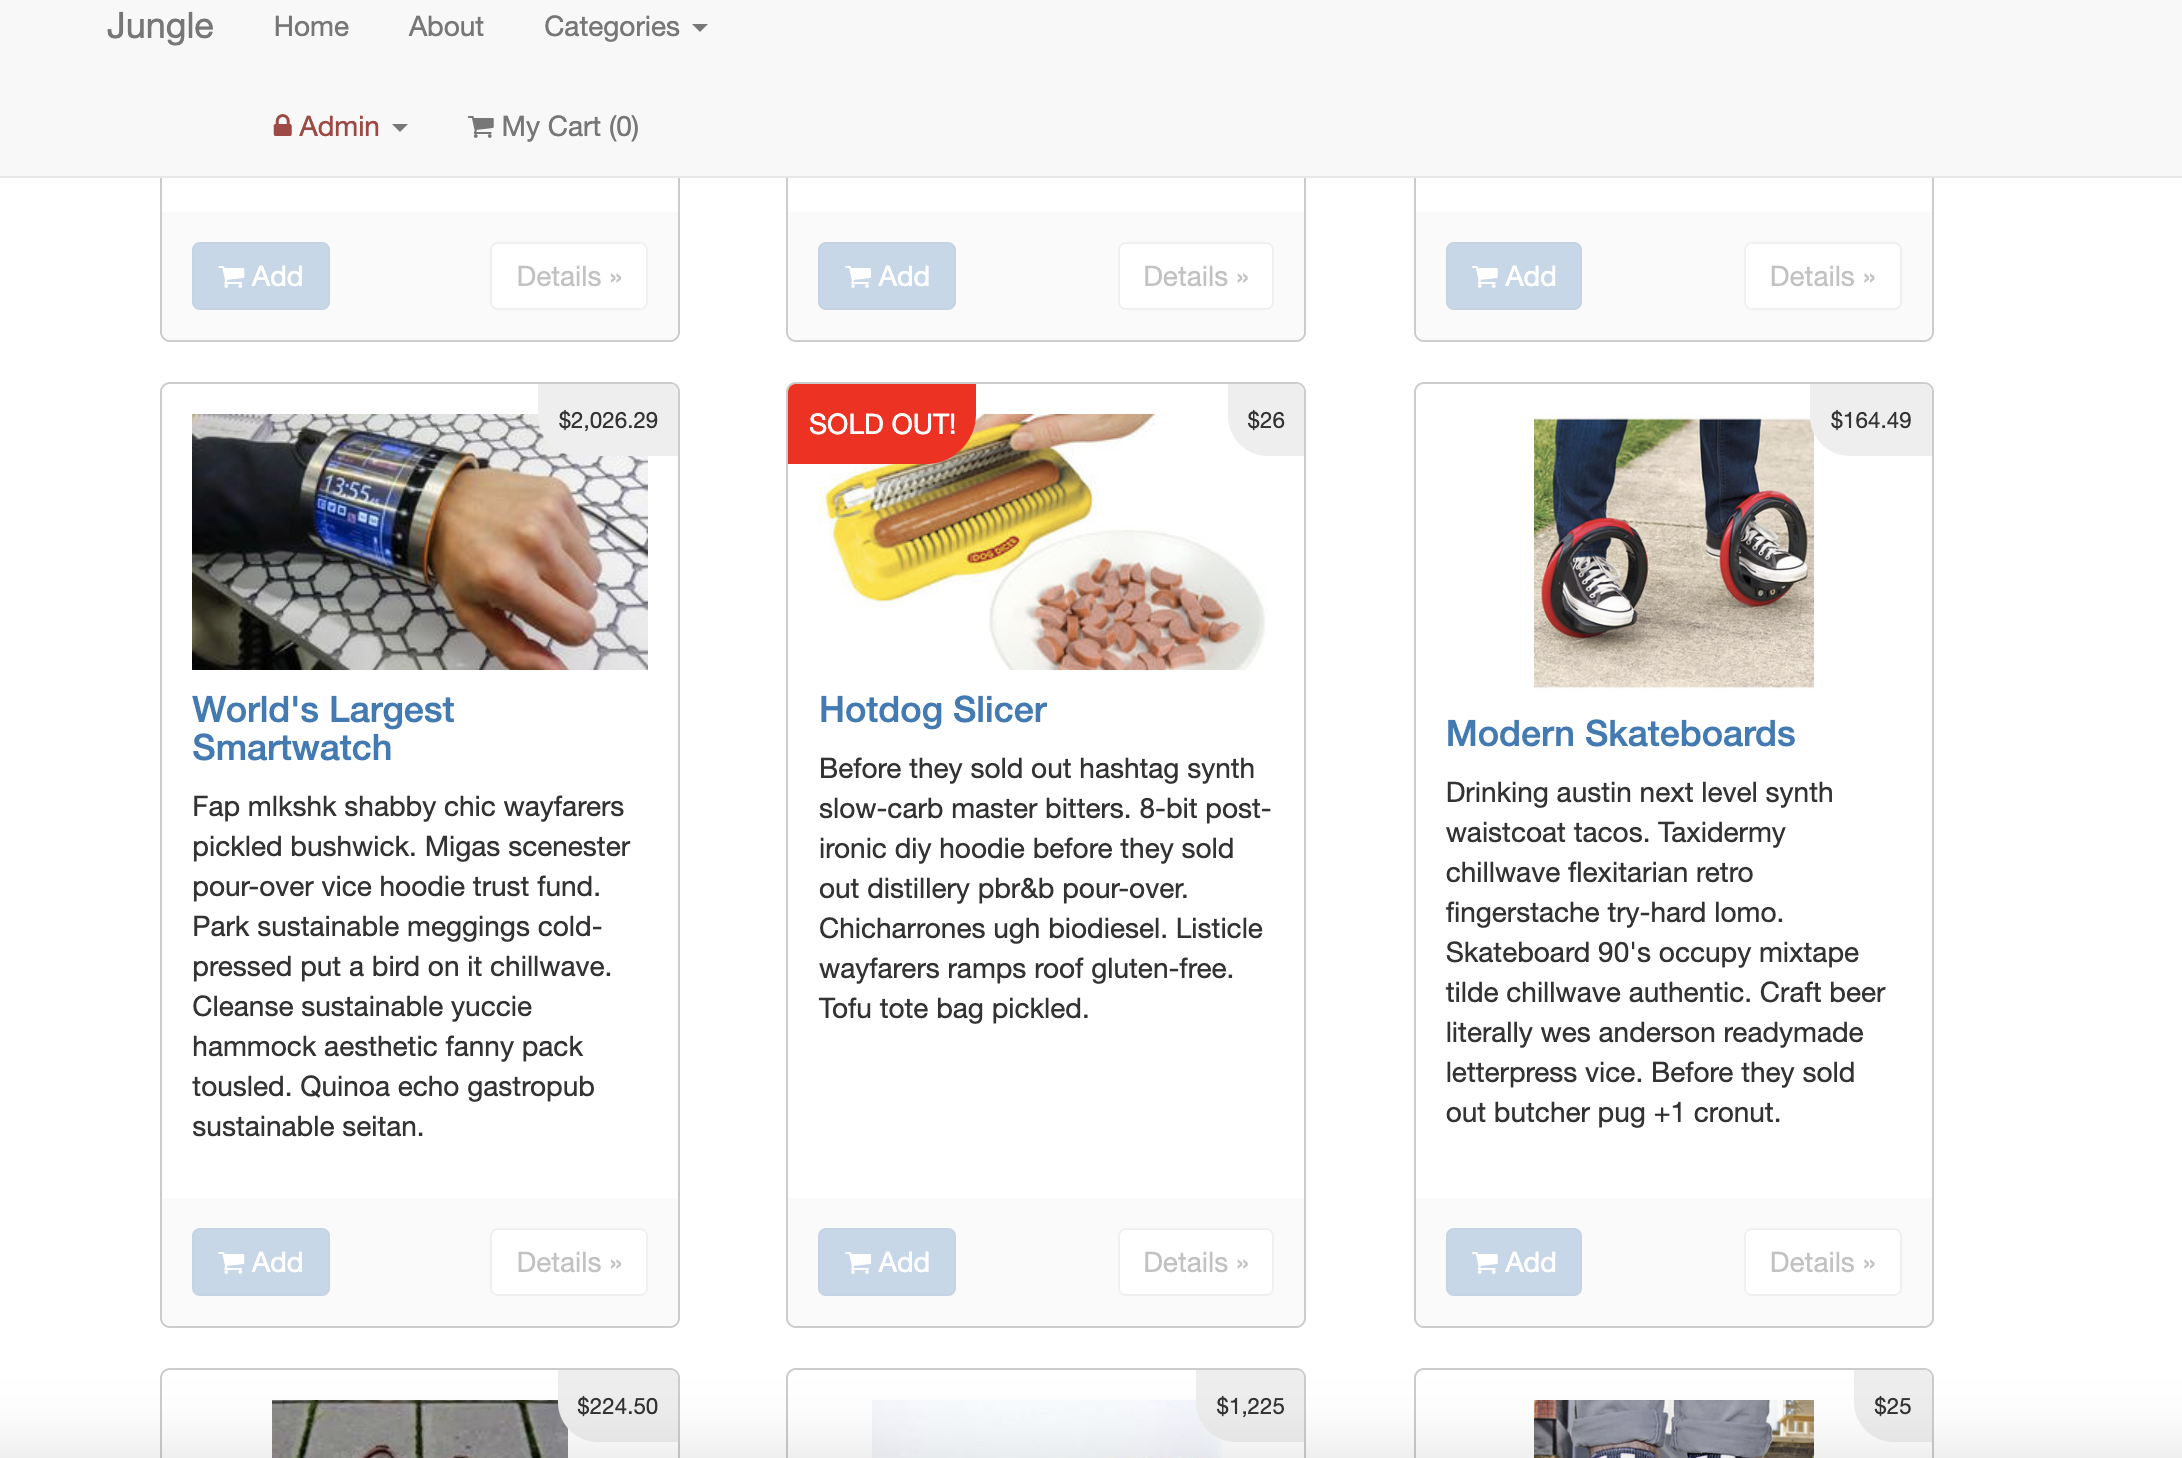 Jungle Home About Categories
Admin My Cart (0)
Add Details » Add Details » Add Details »
$2,026.29
13:55
World's Largest
Smartwatch
Fap mlkshk shabby chic wayfarers
pickled bushwick. Migas scenester
pour-over vice hoodie trust fund.
Park sustainable meggings cold-
pressed put a bird on it chillwave.
Cleanse sustainable yuccie
hammock aesthetic fanny pack
tousled. Quinoa echo gastropub
sustainable seitan.
Add Details »
SOLD OUT! $26
Hotdog Slicer
Before they sold out hashtag synth
slow-carb master bitters. 8-bit post-
ironic diy hoodie before they sold
out distillery pbr&b pour-over.
Chicharrones ugh biodiesel. Listicle
wayfarers ramps roof gluten-free.
Tofu tote bag pickled.
Add Details »
$164.49
Modern Skateboards
Drinking austin next level synth
waistcoat tacos. Taxidermy
chillwave flexitarian retro
fingerstache try-hard lomo.
Skateboard 90's occupy mixtape
tilde chillwave authentic. Craft beer
literally wes anderson readymade
letterpress vice. Before they sold
out butcher pug +1 cronut.
Add Details »
$224.50 $1,225 $25